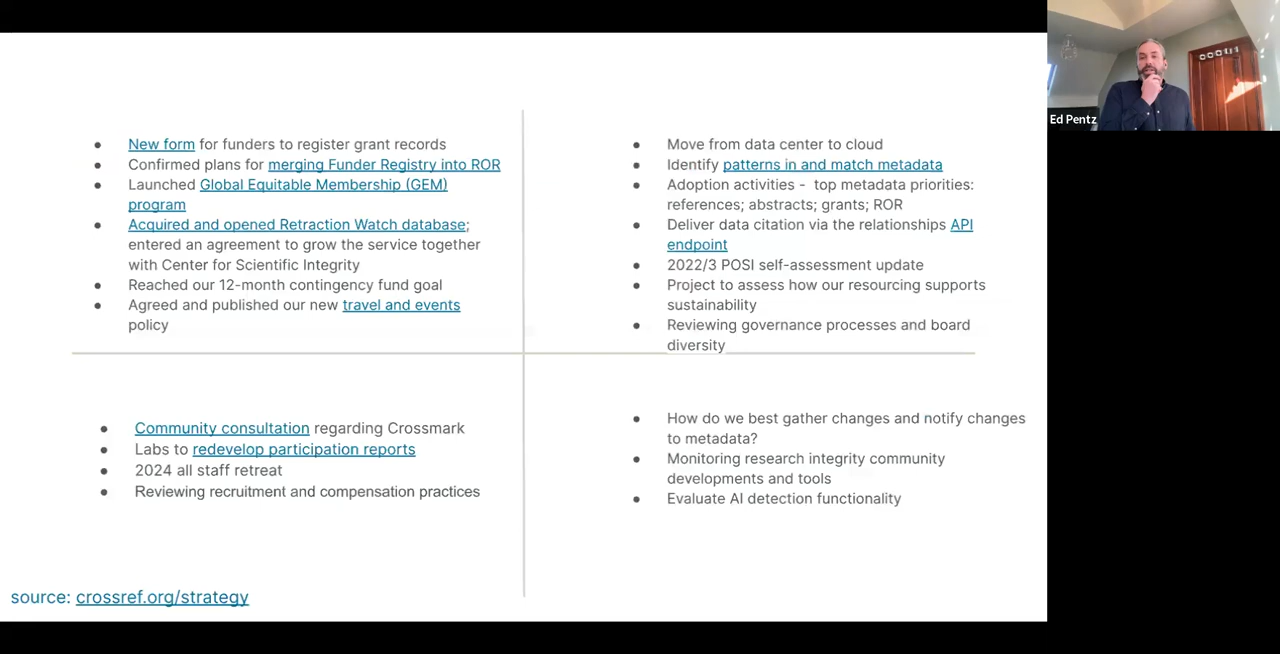 New form for funders to register grant records
Confirmed plans for merging Funder Registry into ROR
Launched Global Equitable Membership (GEM)
program
Acquired and opened Retraction Watch database;
entered an agreement to grow the service together
with Center for Scientific Integrity
Reached our 12-month contingency fund goal
Agreed and published our new travel and events
policy
Move from data center to cloud
Identify patterns in and match metadata
Adoption activities - top metadata priorities:
references; abstracts; grants; ROR
Deliver data citation via the relationships API
endpoint
2022/3 POSI self-assessment update
Project to assess how our resourcing supports
sustainability
Reviewing governance processes and board
diversity
Community consultation regarding Crossmark
Labs to redevelop participation reports
2024 all staff retreat
Reviewing recruitment and compensation practices
How do we best gather changes and notify changes
to metadata?
Monitoring research integrity community
developments and tools
Evaluate AI detection functionality
source: crossref.org/strategy
Ed Pentz